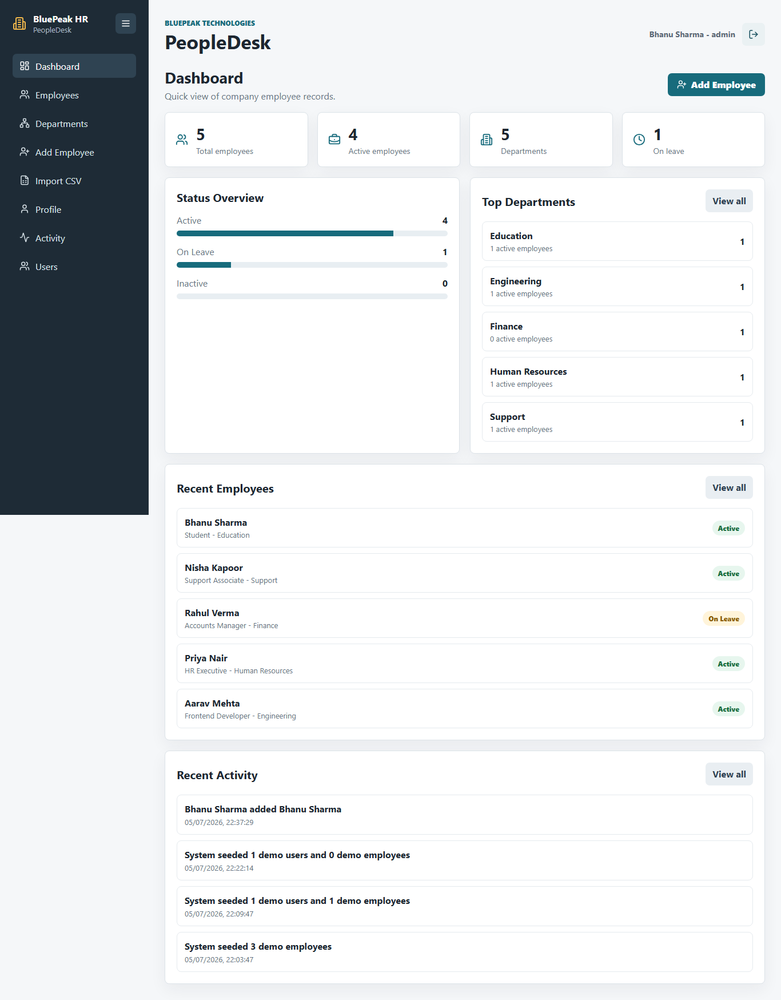 BluePeak HR
PeopleDesk
Dashboard
Employees
Departments
Add Employee
Import CSV
Profile
Activity
Users
BLUEPEAK TECHNOLOGIES
PeopleDesk
Bhanu Sharma - admin
Dashboard
Quick view of company employee records.
Add Employee
5
Total employees
4
Active employees
5
Departments
1
On leave
Status Overview
Active 4
On Leave 1
Inactive 0
Top Departments
View all
Education
1 active employees
1
Engineering
1 active employees
1
Finance
0 active employees
1
Human Resources
1 active employees
1
Support
1 active employees
1
Recent Employees
View all
Bhanu Sharma
Student - Education
Active
Nisha Kapoor
Support Associate - Support
Active
Rahul Verma
Accounts Manager - Finance
On Leave
Priya Nair
HR Executive - Human Resources
Active
Aarav Mehta
Frontend Developer - Engineering
Active
Recent Activity
View all
Bhanu Sharma added Bhanu Sharma
05/07/2026, 22:37:29
System seeded 1 demo users and 0 demo employees
05/07/2026, 22:22:14
System seeded 1 demo users and 1 demo employees
05/07/2026, 22:09:47
System seeded 3 demo employees
05/07/2026, 22:03:47